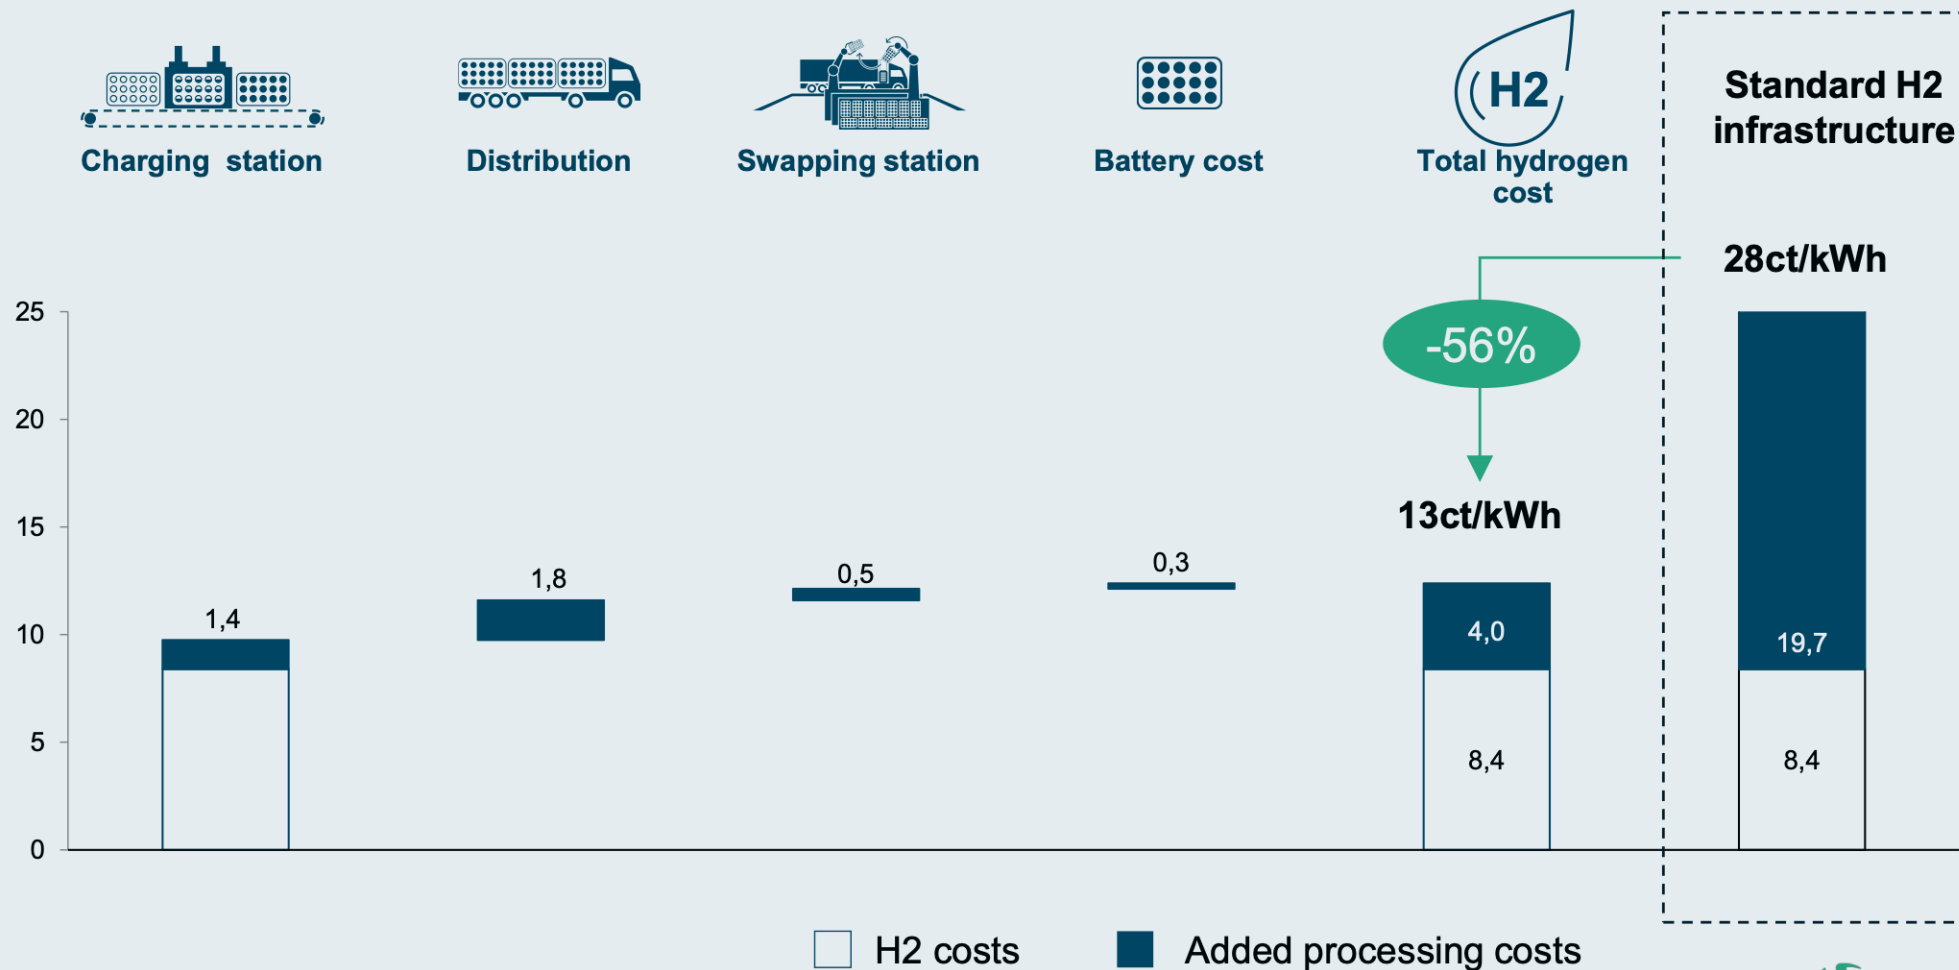 Charging station
Distribution
Swapping station
Battery cost
H2
Total hydrogen
cost
Standard H2
infrastructure
28ct/kWh
-56%
13ct/kWh
25
20
15
10
5
0
1,4
1,8
0,5
0,3
4,0
8,4
19,7
8,4
H2 costs
Added processing costs